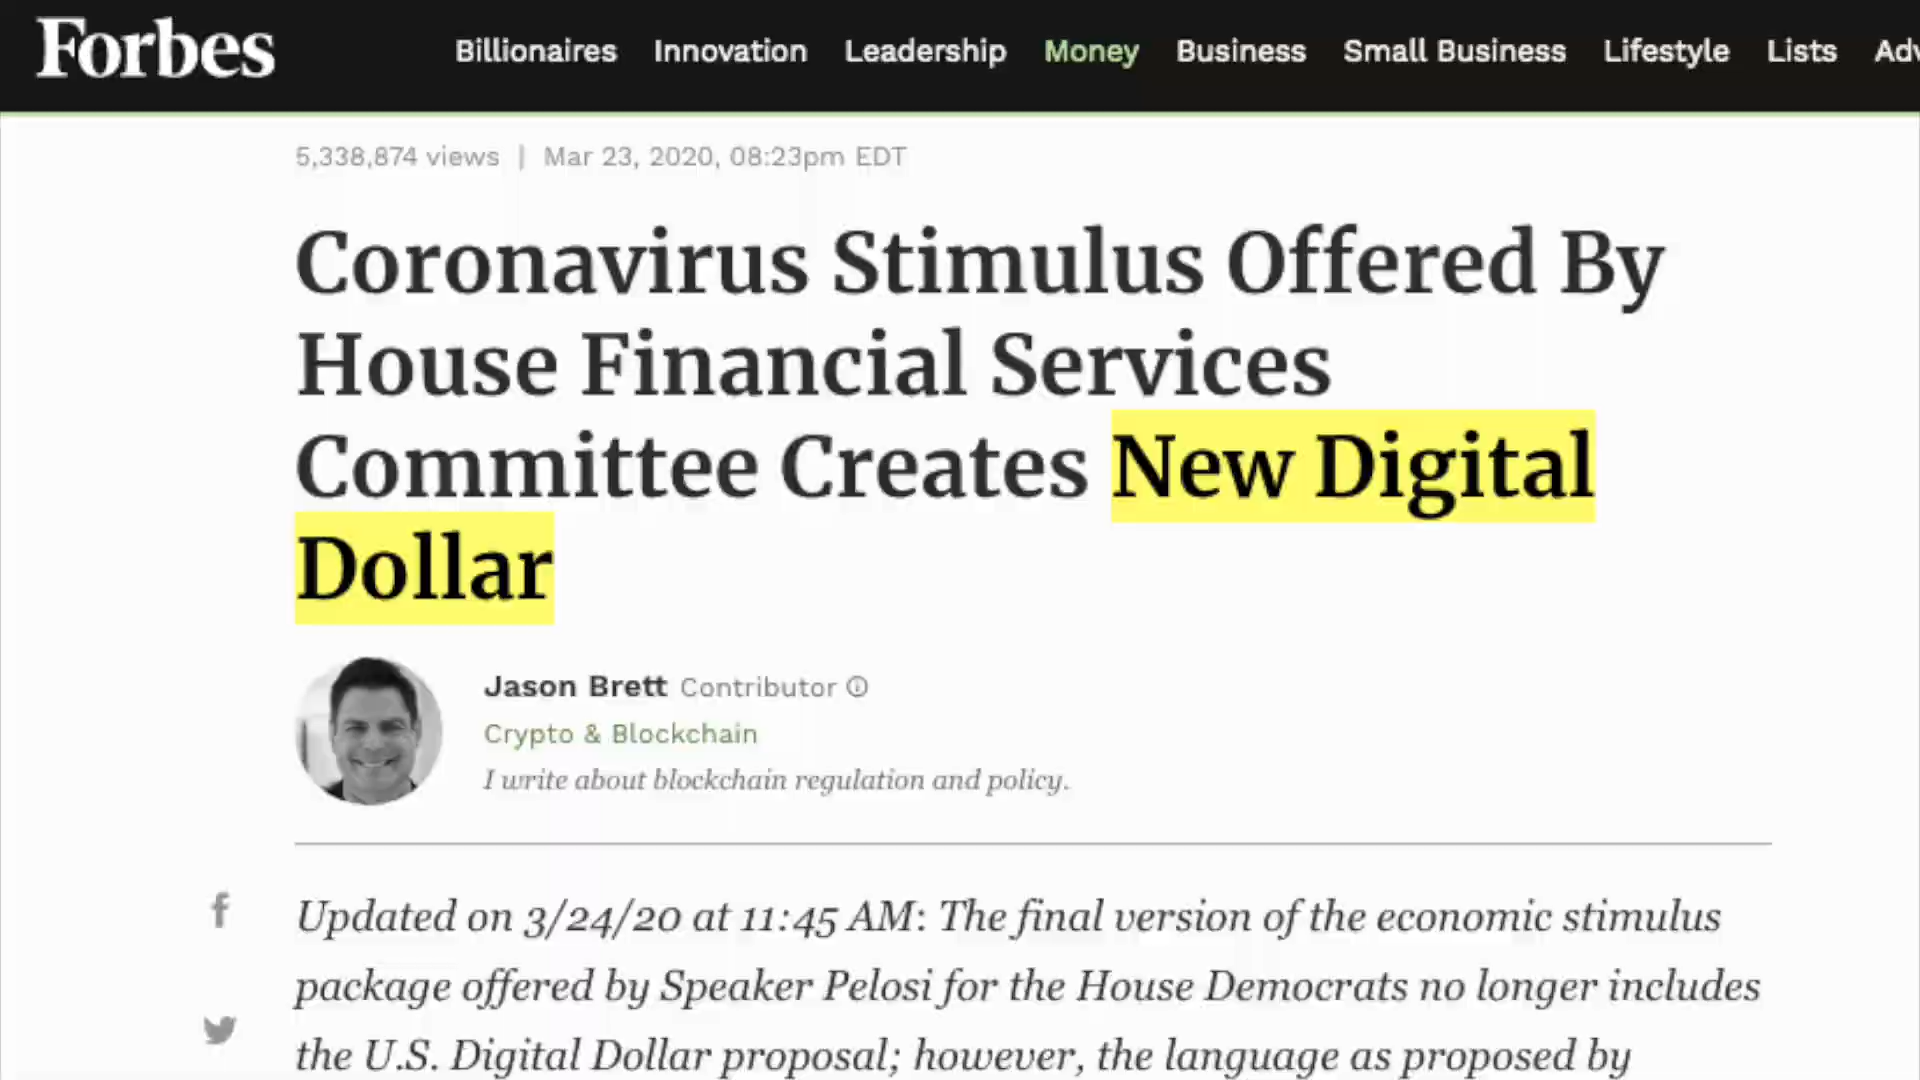 Forbes
Billionaires Innovation Leadership Money Business Small Business Lifestyle Lists Adv
5,338,874 views | Mar 23, 2020, 08:23pm EDT
Coronavirus Stimulus Offered By
House Financial Services
Committee Creates New Digital
Dollar
Jason Brett Contributor
Crypto & Blockchain
I write about blockchain regulation and policy.
Updated on 3/24/20 at 11:45 AM: The final version of the economic stimulus
package offered by Speaker Pelosi for the House Democrats no longer includes
the U.S. Digital Dollar proposal; however, the language as proposed by